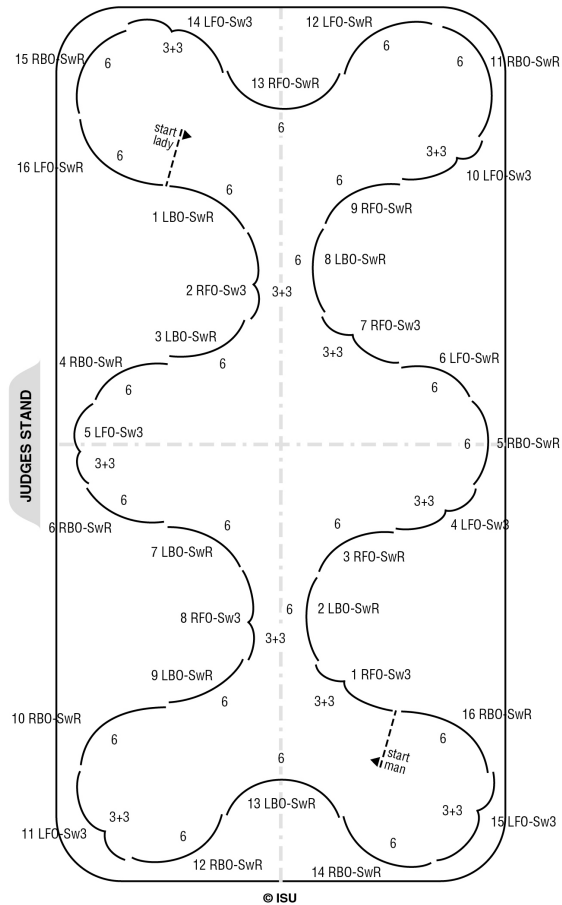 14 LFO-Sw3
12 LFO-SwR
15 RBO-SwR
6
3+3
6
6
11 RBO-SwR
13 RFO-SwR
6
start
lady
6
3+3
16 LFO-SwR
10 LFO-Sw3
6
6
1 LBO-SwR
9 RFO-SwR
6
8 LBO-SwR
2 RFO-Sw3
3+3
7 RFO-Sw3
3 LBO-SwR
3+3
4 RBO-SwR
6
6 LFO-SwR
6
6
JUDGES STAND
5 LFO-Sw3
6
5 RBO-SwR
3+3
6
3+3
6 RBO-SwR
6
6
4 LFO-Sw3
7 LBO-SwR
3 RFO-SwR
8 RFO-Sw3
6
2 LBO-SwR
3+3
9 LBO-SwR
1 RFO-Sw3
6
3+3
10 RBO-SwR
16 RBO-SwR
6
6
6
start
man
13 LBO-SwR
3+3
3+3
11 LFO-Sw3
15 LFO-Sw3
6
6
12 RBO-SwR
14 RBO-SwR
© ISU